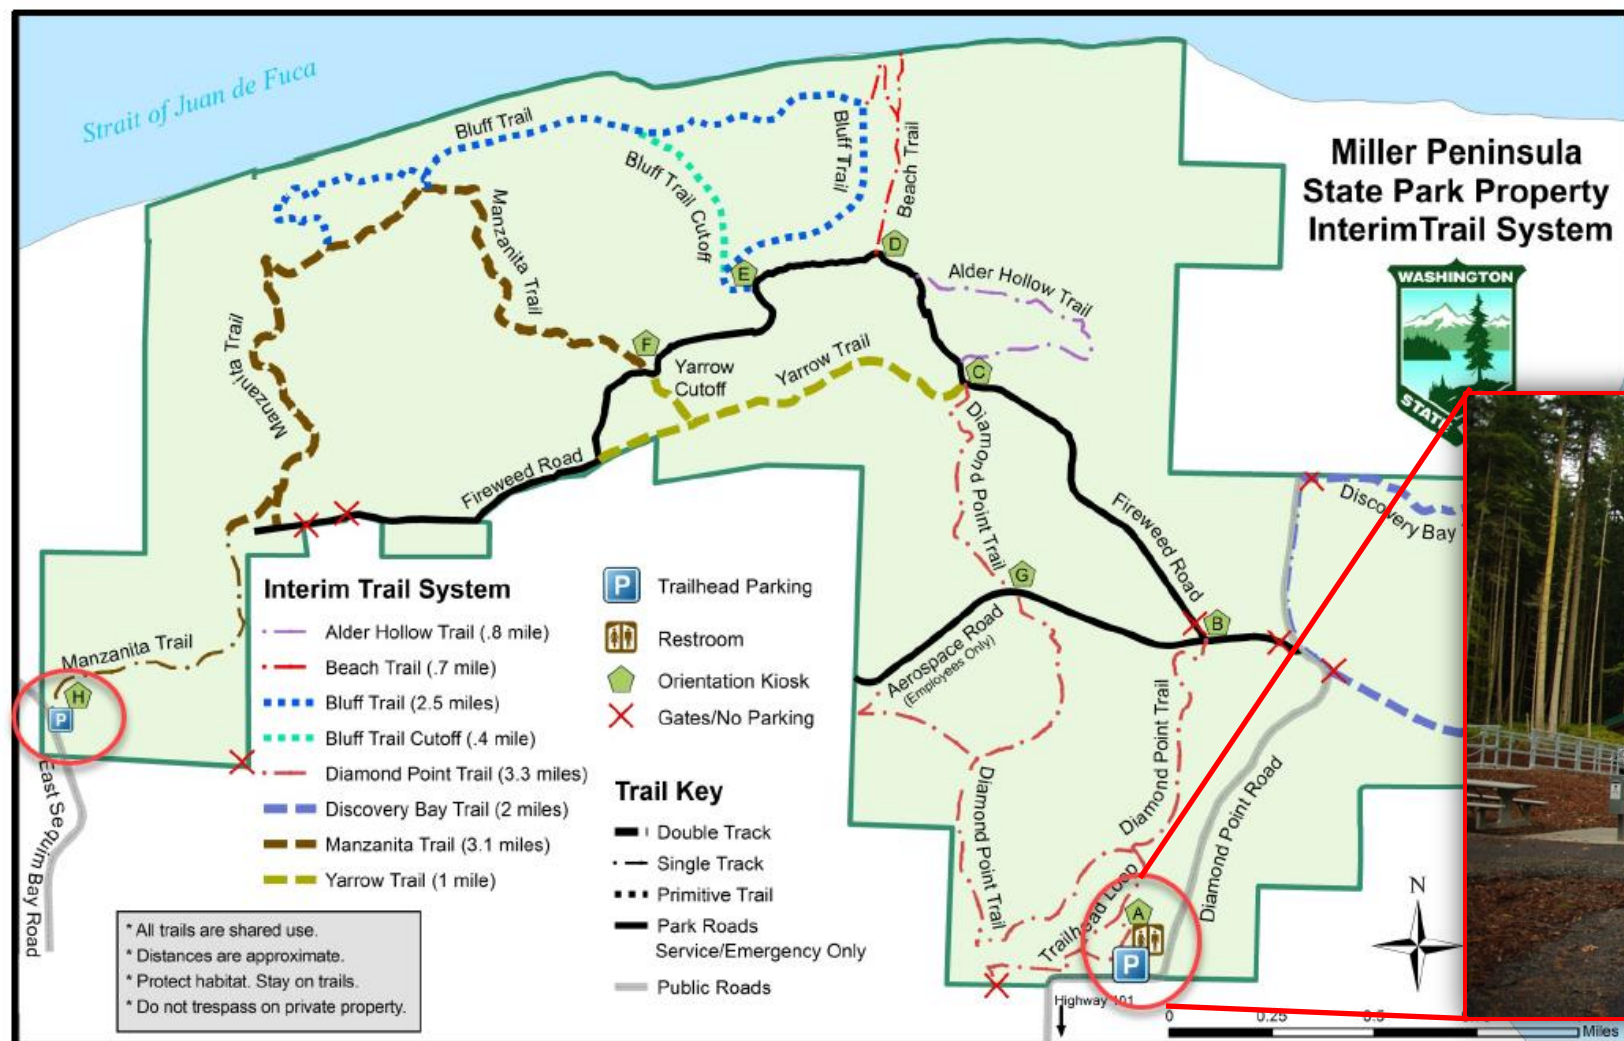 Strait of Juan de Fuca
Bluff Trail
Bluff Trail
Bluff Trail Cutoff
Beach Trail
Manzanita Trail
Manzanita Trail
Manzanita Trail
D
E
Alder Hollow Trail
F
Yarrow
Cutoff
Yarrow Trail
C
Fireweed Road
Diamond Point Trail
Fireweed Road
G
B
Aerospace Road
(Employees Only)
Diamond Point Trail
Diamond Point Trail
Diamond Point Road
Trailhead Loop
A
P
Highway 101
Manzanita Trail
H
P
East Sequim Bay Road
Discovery Bay
Miller Peninsula
State Park Property
InterimTrail System
WASHINGTON
STATE
Interim Trail System
Alder Hollow Trail (.8 mile)
Beach Trail (.7 mile)
Bluff Trail (2.5 miles)
Bluff Trail Cutoff (.4 mile)
Diamond Point Trail (3.3 miles)
Discovery Bay Trail (2 miles)
Manzanita Trail (3.1 miles)
Yarrow Trail (1 mile)
P Trailhead Parking
Restroom
Orientation Kiosk
Gates/No Parking
Trail Key
Double Track
Single Track
Primitive Trail
Park Roads
Service/Emergency Only
Public Roads
* All trails are shared use.
* Distances are approximate.
* Protect habitat. Stay on trails.
* Do not trespass on private property.
N
0 0.25 0.5
Miles